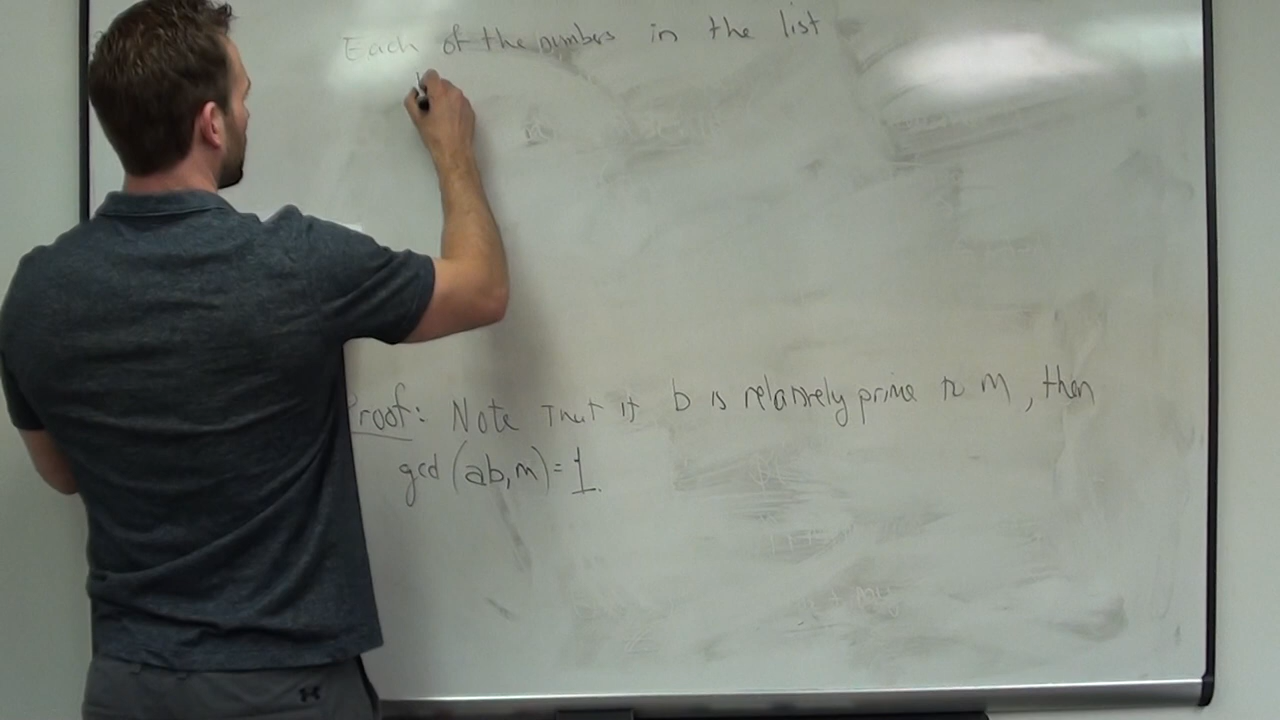 Each of the numbers in the list
Proof: Note that if b is relatively prime to m, then
gcd (ab,m)=1.